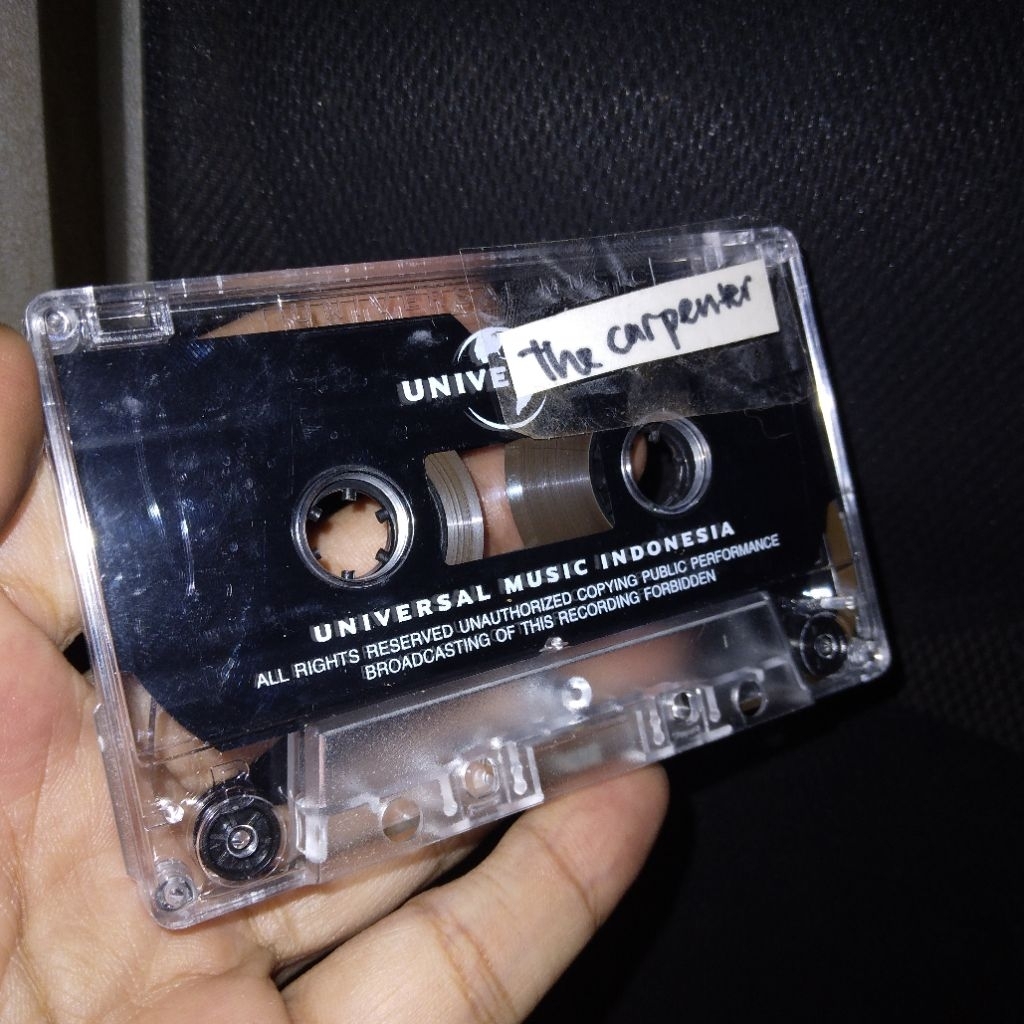 UNIVE
the carpenter
UNIVERSAL MUSIC INDONESIA
ALL RIGHTS RESERVED UNAUTHORIZED COPYING PUBLIC PERFORMANCE
BROADCASTING OF THIS RECORDING FORBIDDEN